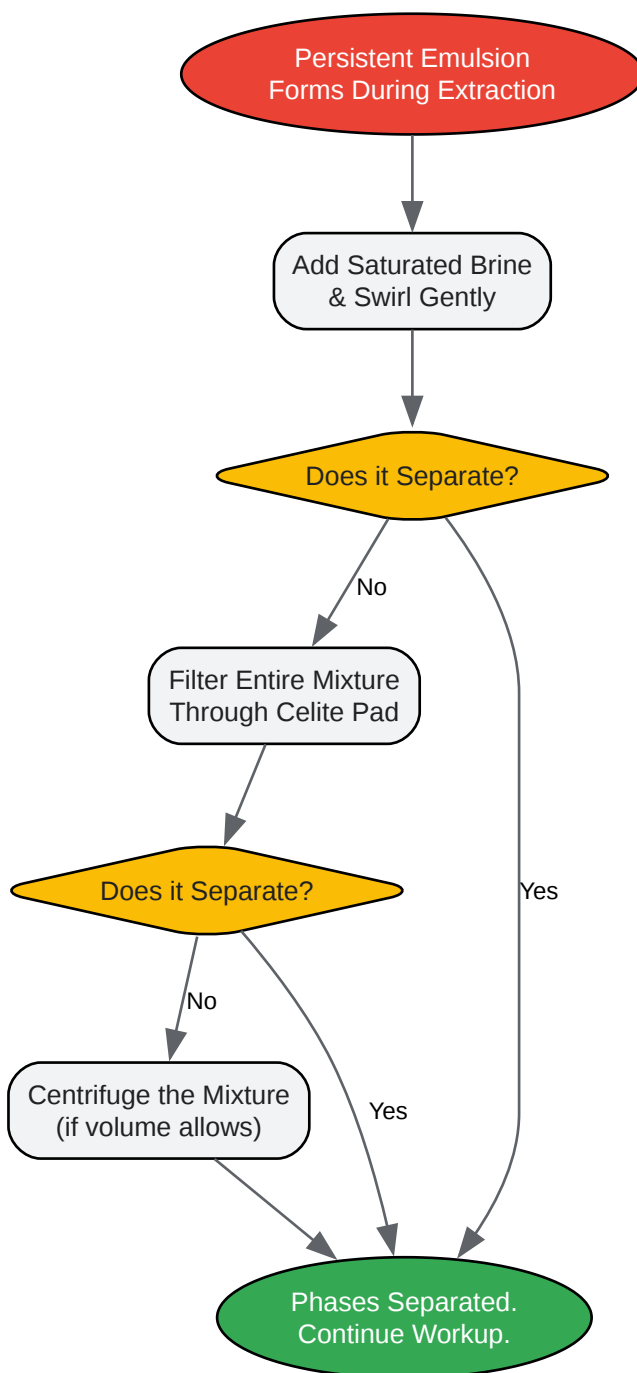 Persistent Emulsion
Forms During Extraction
Add Saturated Brine
& Swirl Gently
Does it Separate?
No
Filter Entire Mixture
Through Celite Pad
Does it Separate?
Yes
No
Centrifuge the Mixture
(if volume allows)
Yes
Phases Separated.
Continue Workup.